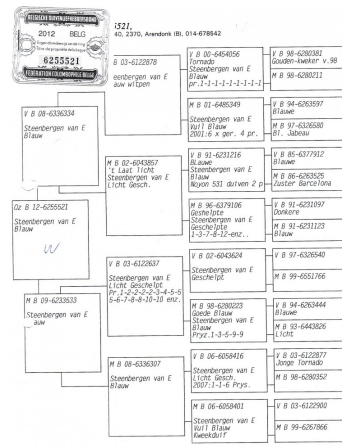 BELGISCHEN DUIVENLIEFHEBBERSBOND
2012 BELG
6255521
FEDERATION COLOMBOPHILE BELGE
5521,
40, 2370, Arendonk (B), 014-678542
V B 08-6336334
Steenbergen van E
Blauw
Oz B 12-6255521
Steenbergen van E
Blauw
M B 09-6233533
Steenbergen van E
auw
B 03-6122878
eenbergen van E
auw witpen
M B 02-6043857
't Laat licht
Steenbergen van E
Licht Gesch.
V B 03-6122637
Steenbergen van E
Licht Geschelpt
Pr.1-2-2-2-2-3-4-5-5
5-6-7-8-8-10-10 enz.
M B 08-6336307
Steenbergen van E
Blauw
V B 00-6454056
Tornado
Steenbergen van E
Blauw
pr.1-1-1-1-1-1-1-1-1
M B 01-6485349
Steenbergen van E
Vuil Blauw
2001:6 x ger. 4 pr.
V B 91-6231216
BLauwe
Steenbergen van E
Blauw
Noyon 531 duiven 2 p
M B 96-6379106
Geshelpte
Steenbergen van E
Geschelpte
1-3-7-8-12-enz..
V B 02-6043624
Steenbergen van E
Geschelpt
M B 98-6280223
Goede Blauw
Steenbergen van E
Blauw
Pryz.1-3-5-9-9
V B 06-6058416
Steenbergen van E
Licht Gesch.
2007:1-1-6 Prys.
M B 06-6058401
Steenbergen van E
Vuil Blauw
Kweekduif
V B 98-6280381
Gouden-kweker v.98
M B 98-6280211
V B 94-6263597
Blauwe
M B 97-6326580
Bl. Jabeau
V B 85-6377912
Blauwe
M B 86-6263525
Zuster Barcelona
V B 91-6231097
Donkere
M B 91-6231123
Blauw
V B 97-6326540
M B 99-6551766
V B 94-6263444
Blauwe
M B 93-6443826
Licht
V B 03-6122877
Jonge Tornado
M B 98-6280352
V B 03-6122900
M B 99-6267866